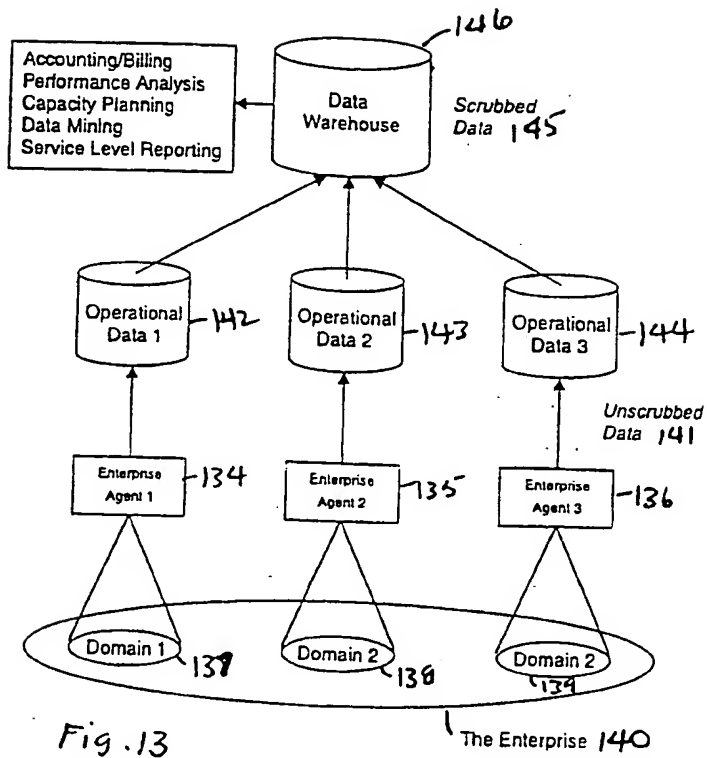 146
Accounting/Billing
Performance Analysis
Capacity Planning
Data Mining
Service Level Reporting
Data
Warehouse
Scrubbed
Data 145
Operational
Data 1
142
Operational
Data 2
143
Operational
Data 3
144
Unscrubbed
Data 141
Enterprise
Agent 1
134
Enterprise
Agent 2
135
Enterprise
Agent 3
136
Domain 1
Domain 2
138
Domain 2
139
The Enterprise 140
Fig. 13